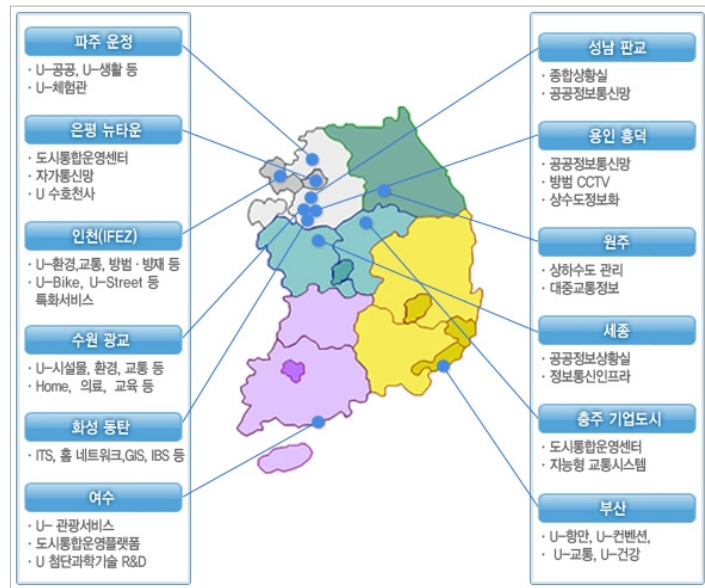 파주 운정
· U-공공, U-생활 등
· U-체험관
은평 뉴타운
· 도시통합운영센터
· 자가통신망
· U 수호천사
인천(IFEZ)
· U-환경,교통, 방범·방재 등
· U-Bike, U-Street 등
특화서비스
수원 광교
· U-시설물, 환경, 교통 등
· Home, 의료, 교육 등
화성 동탄
· ITS, 홈 네트워크,GIS, IBS 등
여수
· U- 관광서비스
· 도시통합운영플랫폼
· U 첨단과학기술 R&D
성남 판교
· 종합상황실
· 공공정보통신망
용인 흥덕
· 공공정보통신망
· 방범 CCTV
· 상수도정보화
원주
· 상하수도 관리
· 대중교통정보
세종
· 공공정보상황실
· 정보통신인프라
충주 기업도시
· 도시통합운영센터
· 지능형 교통시스템
부산
· U-항만, U-컨벤션,
· U-교통, U-건강